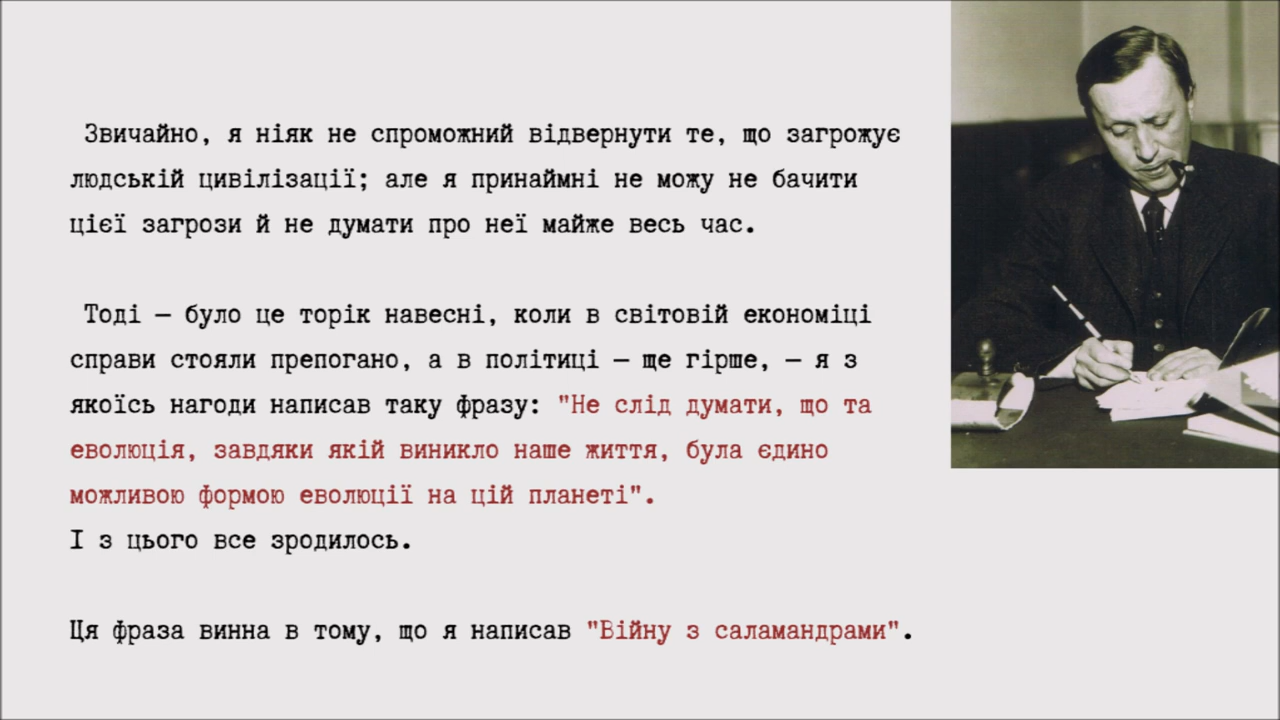 Звичайно, я ніяк не спроможний відвернути те, що загрожує
людській цивілізації; але я принаймні не можу не бачити
цієї загрози й не думати про неї майже весь час.
Тоді — було це торік навесні, коли в світовій економіці
справи стояли препогано, а в політиці — ще гірше, — я з
якоїсь нагоди написав таку фразу: "Не слід думати, що та
еволюція, завдяки якій виникло наше життя, була єдино
можливою формою еволюції на цій планеті".
І з цього все зродилось.
Ця фраза винна в тому, що я написав "Війну з саламандрами".